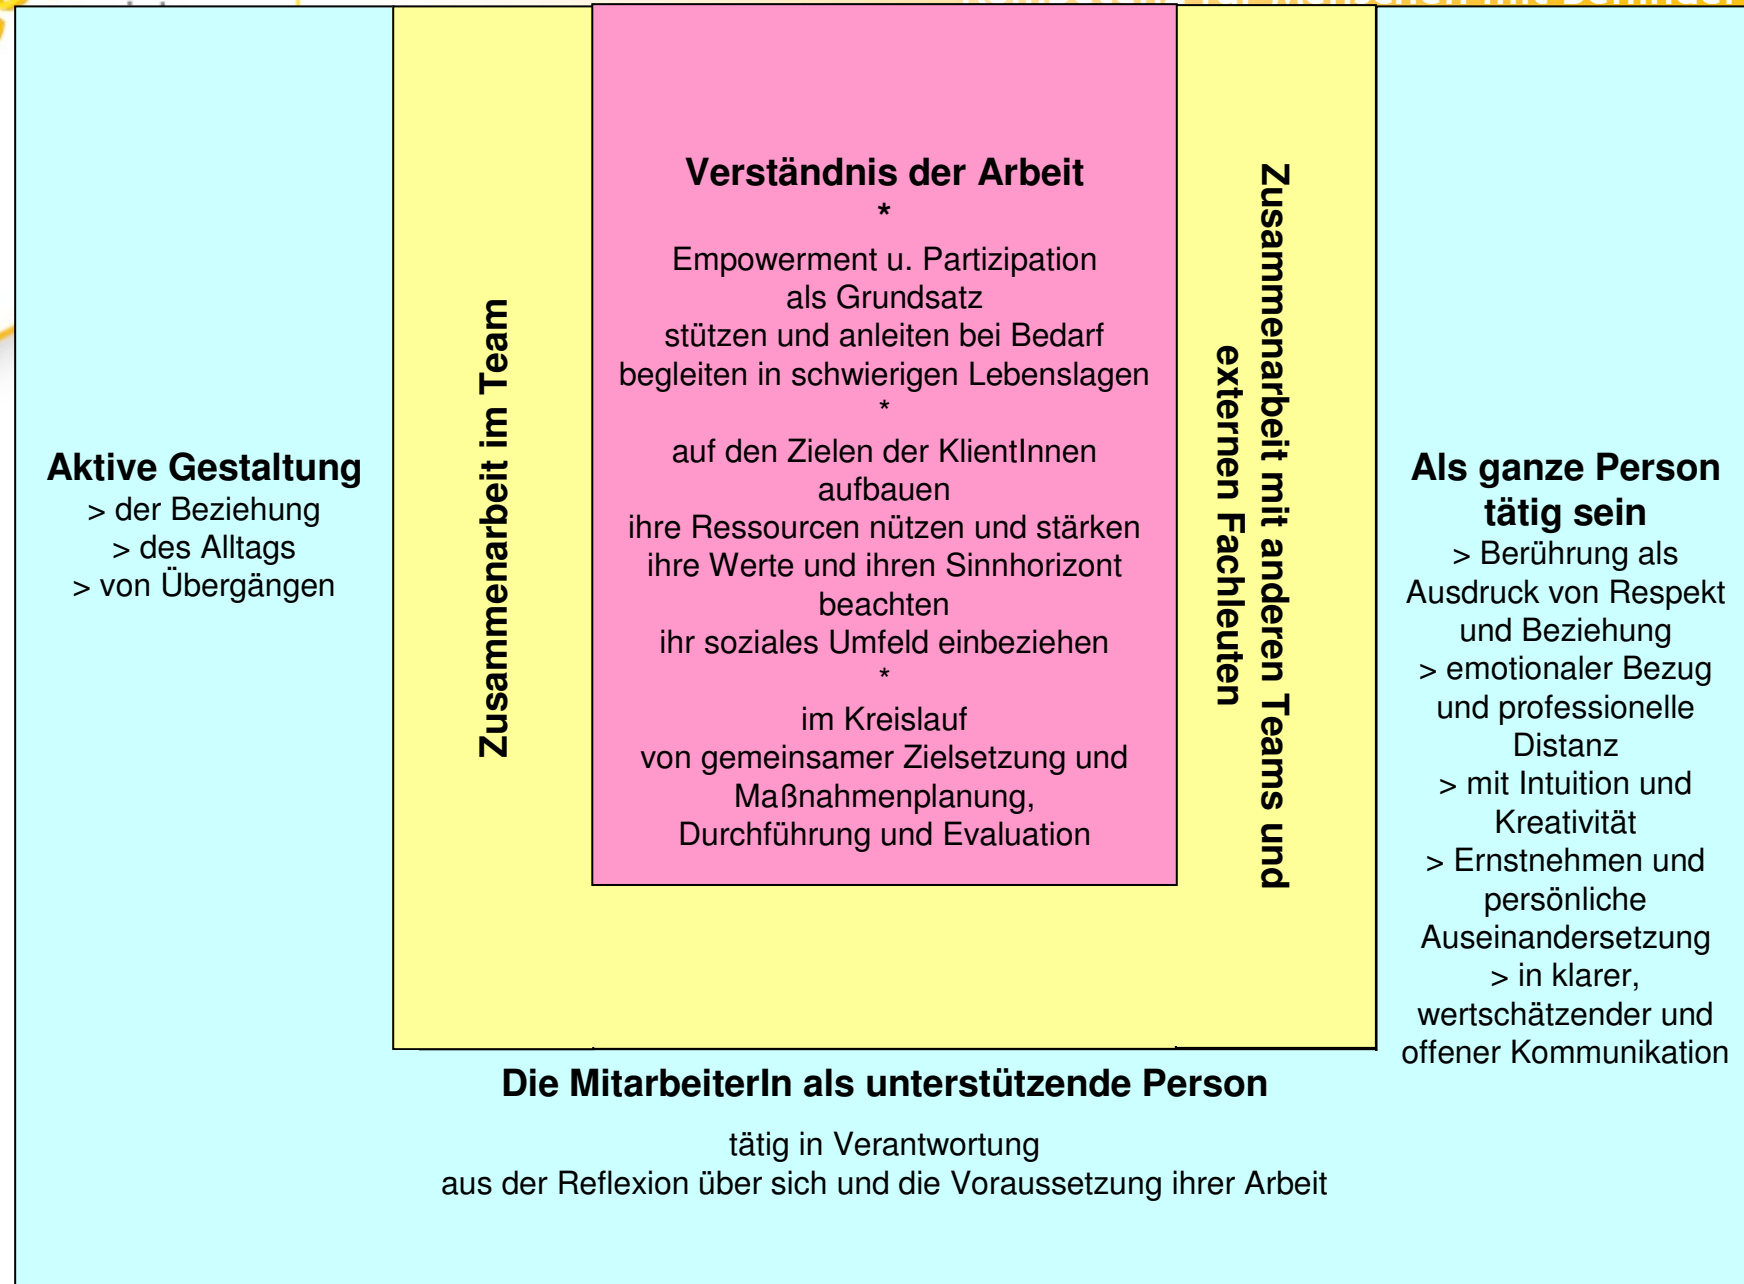 Aktive Gestaltung
> der Beziehung
> des Alltags
> von Übergängen
Zusammenarbeit im Team
Verständnis der Arbeit
*
Empowerment u. Partizipation
als Grundsatz
stützen und anleiten bei Bedarf
begleiten in schwierigen Lebenslagen
*
auf den Zielen der KlientInnen
aufbauen
ihre Ressourcen nützen und stärken
ihre Werte und ihren Sinnhorizont
beachten
ihr soziales Umfeld einbeziehen
*
im Kreislauf
von gemeinsamer Zielsetzung und
Maßnahmenplanung,
Durchführung und Evaluation
Zusammenarbeit mit anderen Teams und
externen Fachleuten
Als ganze Person
tätig sein
> Berührung als
Ausdruck von Respekt
und Beziehung
> emotionaler Bezug
und professionelle
Distanz
> mit Intuition und
Kreativität
> Ernstnehmen und
persönliche
Auseinandersetzung
> in klarer,
wertschätzender und
offener Kommunikation
Die MitarbeiterIn als unterstützende Person
tätig in Verantwortung
aus der Reflexion über sich und die Voraussetzung ihrer Arbeit